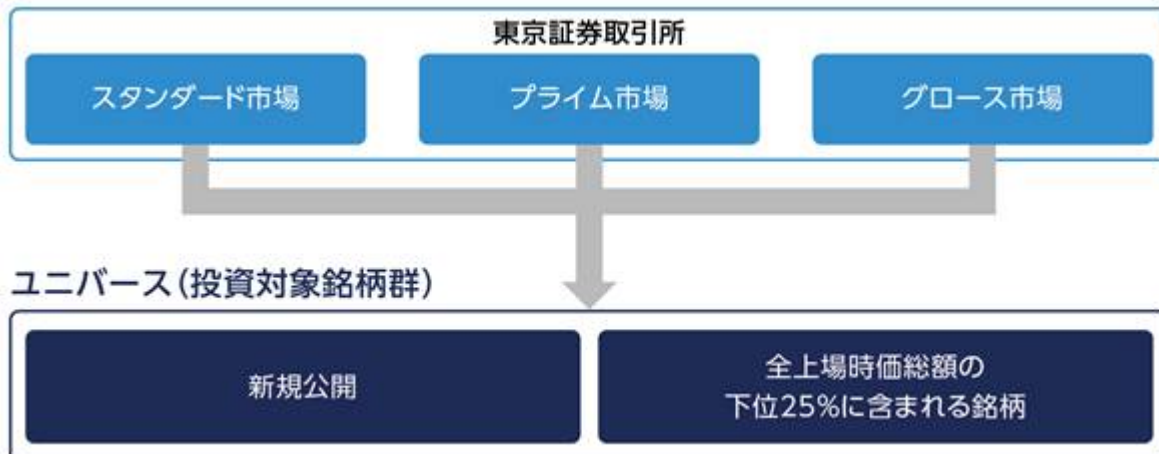 東京証券取引所
スタンダード市場
プライム市場
グロース市場
ユニバース(投資対象銘柄群)
新規公開
全上場時価総額の
下位25%に含まれる銘柄